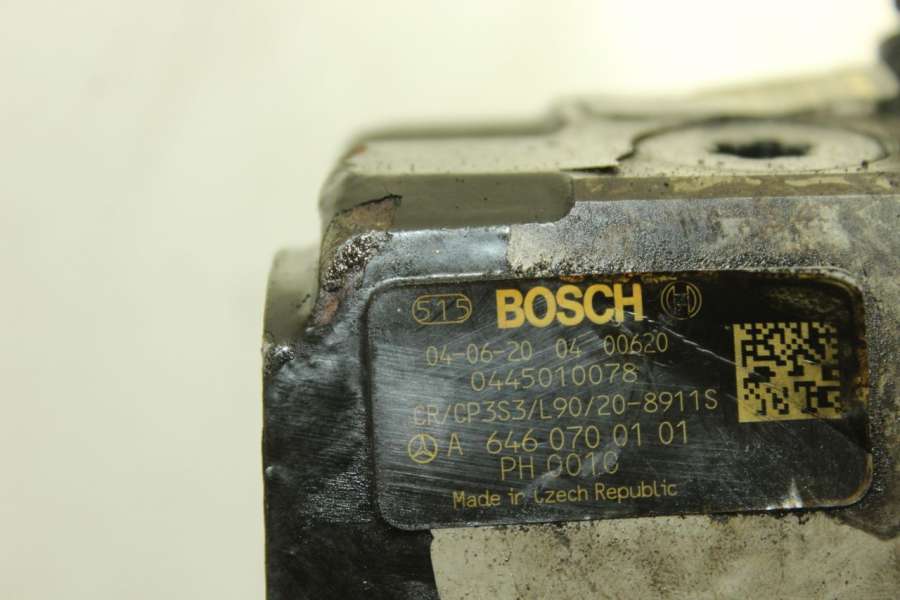 515 BOSCH
04-06-20 04 00620
0445010078
CR/CP3S3/L90/20-8911S
A 646 070 01 01
PH 0010
Made in Czech Republic